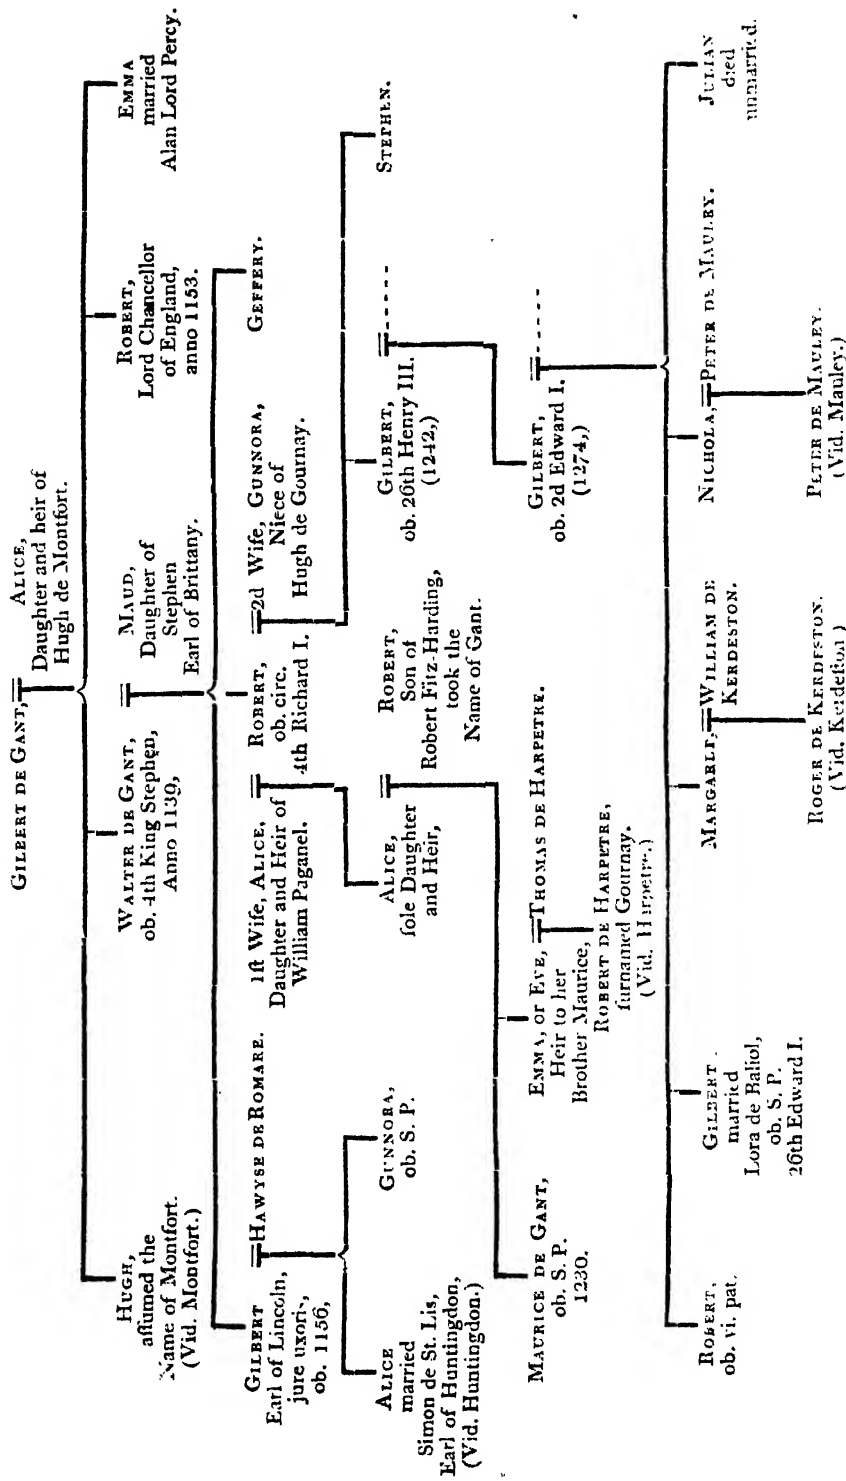 GILBERT DE GANT,
ALICE,
Daughter and heir of
Hugh de Montfort.
HUGH,
aſſumed the
Name of Montfort.
(Vid. Montfort.)
WALTER DE GANT,
ob. 4th King Stephen,
Anno 1139,
MAUD,
Daughter of
Stephen
Earl of Brittany.
ROBERT,
Lord Chancellor
of England,
anno 1153.
EMMA
married
Alan Lord Percy.
GILBERT
Earl of Lincoln,
jure uxoris,
ob. 1156,
HAWYSE DE ROMARE.
1ſt Wife, ALICE,
Daughter and Heir of
William Paganel.
ROBERT,
ob. circ.
4th Richard I.
2d Wife, GUNNORA,
Niece of
Hugh de Gournay.
GEFFERY.
ALICE
married
Simon de St. Lis,
Earl of Huntingdon,
(Vid. Huntingdon.)
GUNNORA,
ob. S. P.
ALICE,
ſole Daughter
and Heir,
ROBERT,
Son of
Robert Fitz-Harding,
took the
Name of Gant.
GILBERT,
ob. 26th Henry III.
(1242,)
STEPHEN.
MAURICE DE GANT,
ob. S. P.
1230.
EMMA, or EVE,
Heir to her
Brother Maurice,
THOMAS DE HARPETRE.
ROBERT DE HARPETRE,
ſurnamed Gournay.
(Vid. Harpetre.)
GILBERT,
ob. 2d Edward I.
(1274,)
ROBERT,
ob. vi. pat.
GILBERT
married
Lora de Baliol,
ob. S. P.
26th Edward I.
MARGARET,
WILLIAM DE
KERDESTON.
ROGER DE KERDESTON.
(Vid. Kerdeſton)
NICHOLA,
PETER DE MAULEY.
PETER DE MAULEY.
(Vid. Mauley.)
JULIAN
died
unmarried.